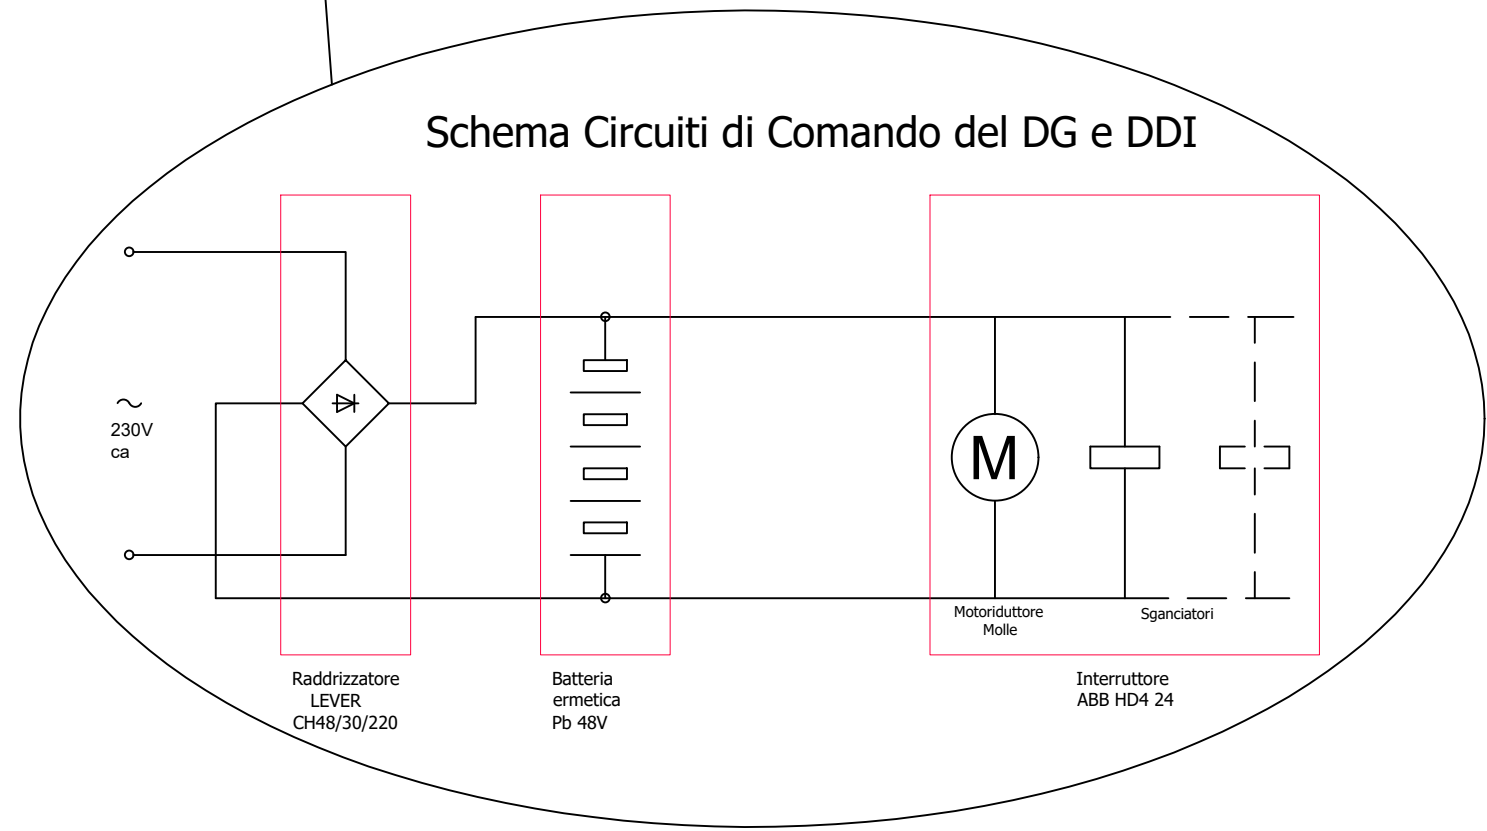 Schema Circuiti di Comando del DG e DDI
230V
ca
M
Motoriduttore
Molle
Sganciatori
Raddrizzatore
LEVER
CH48/30/220
Batteria
ermetica
Pb 48V
Interruttore
ABB HD4 24